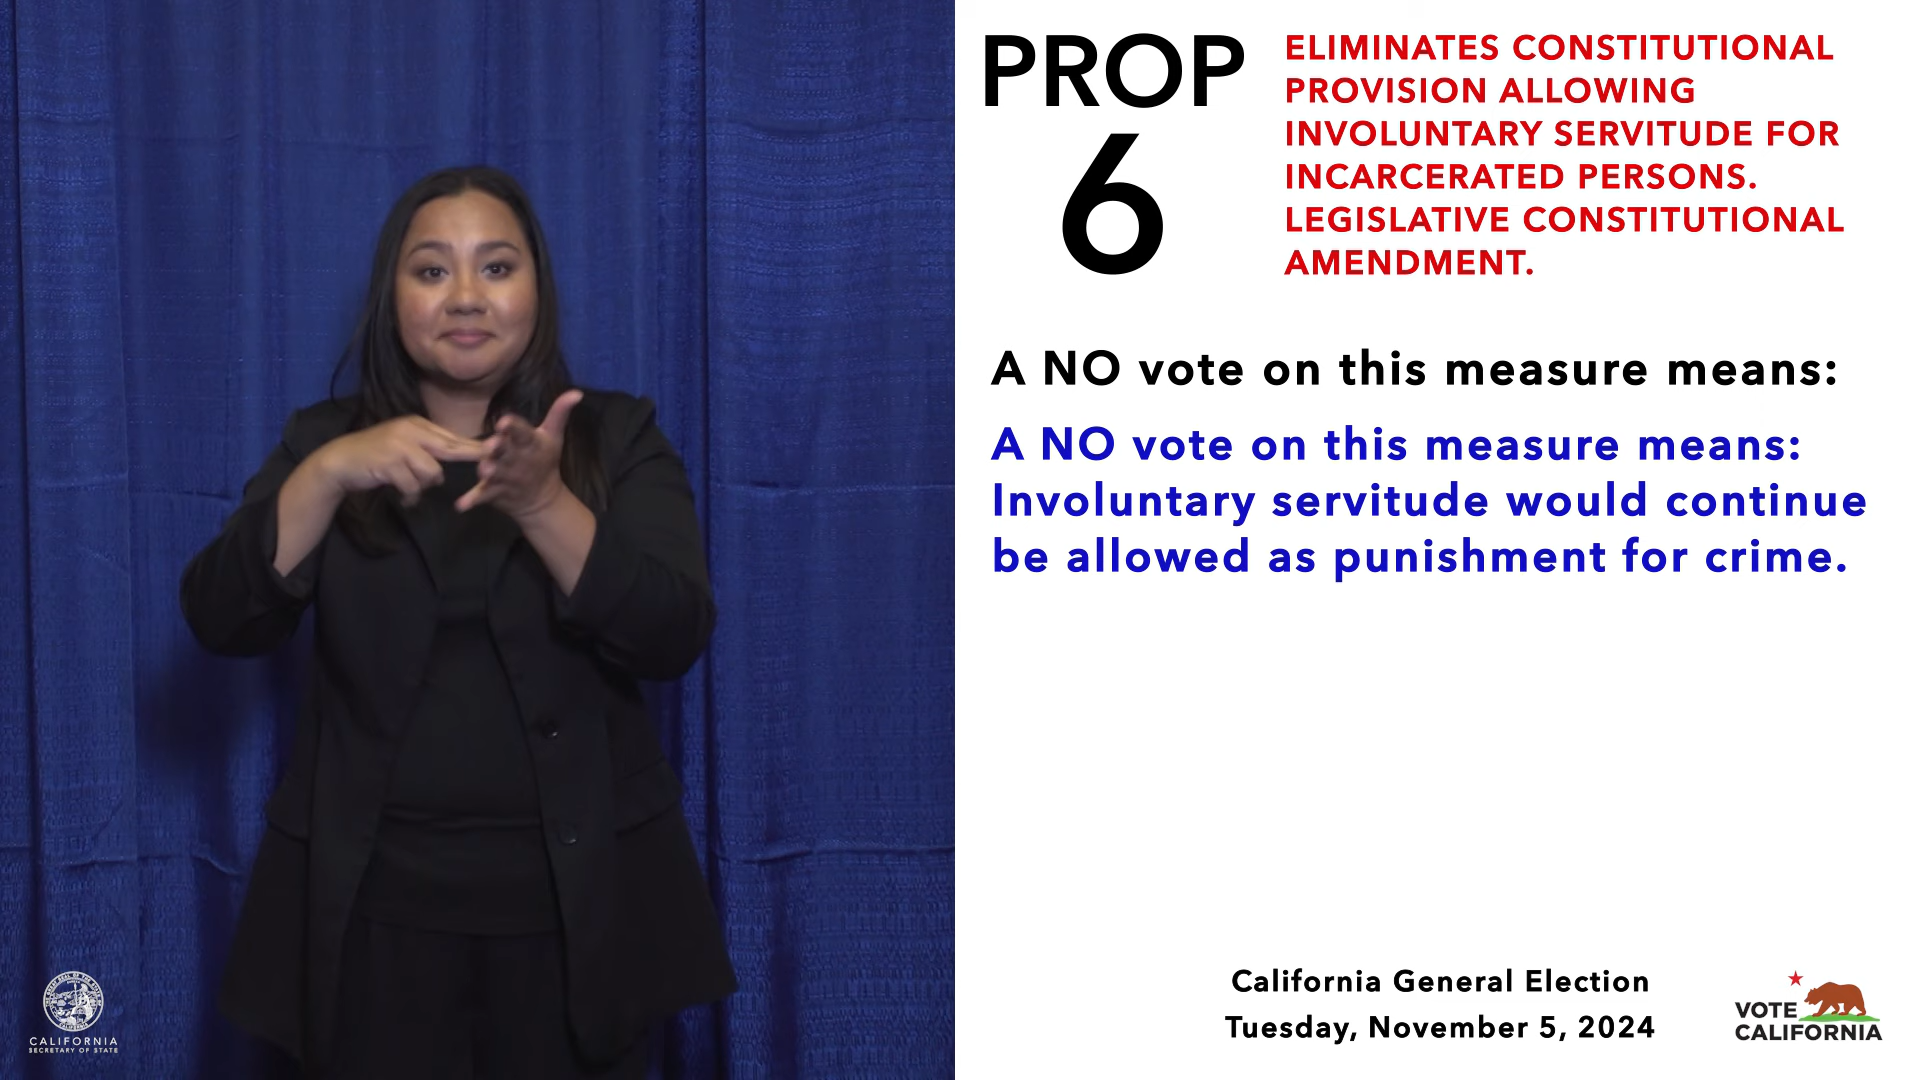 PROP
6
ELIMINATES CONSTITUTIONAL
PROVISION ALLOWING
INVOLUNTARY SERVITUDE FOR
INCARCERATED PERSONS.
LEGISLATIVE CONSTITUTIONAL
AMENDMENT.
A NO vote on this measure means:
A NO vote on this measure means:
Involuntary servitude would continue
be allowed as punishment for crime.
California General Election
Tuesday, November 5, 2024
VOTE
CALIFORNIA
CALIFORNIA
SECRETARY OF STATE